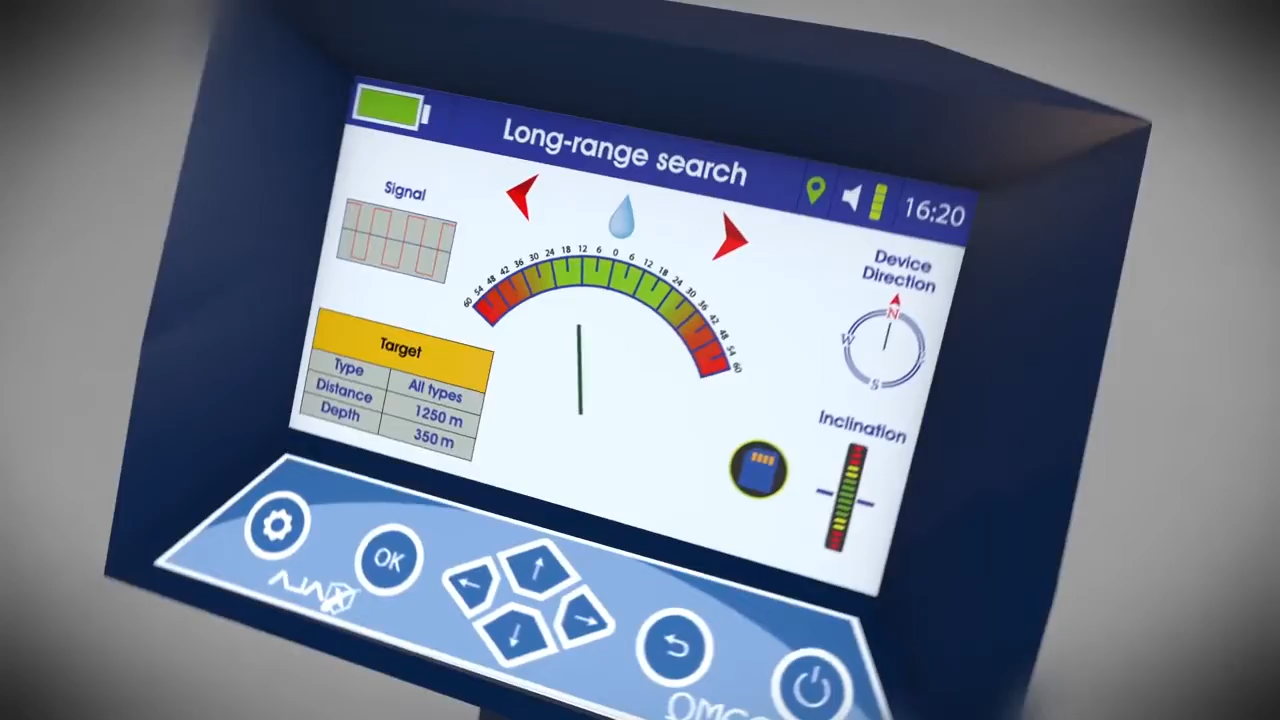 Long-range search
16:20
Signal
60 54 48 42 36 30 24 18 12 6 0 6 12 18 24 30 36 42 48 54 60
Device
Direction
N
W
S
Target
Type All types
Distance 1250 m
Depth 350 m
Inclination
OK